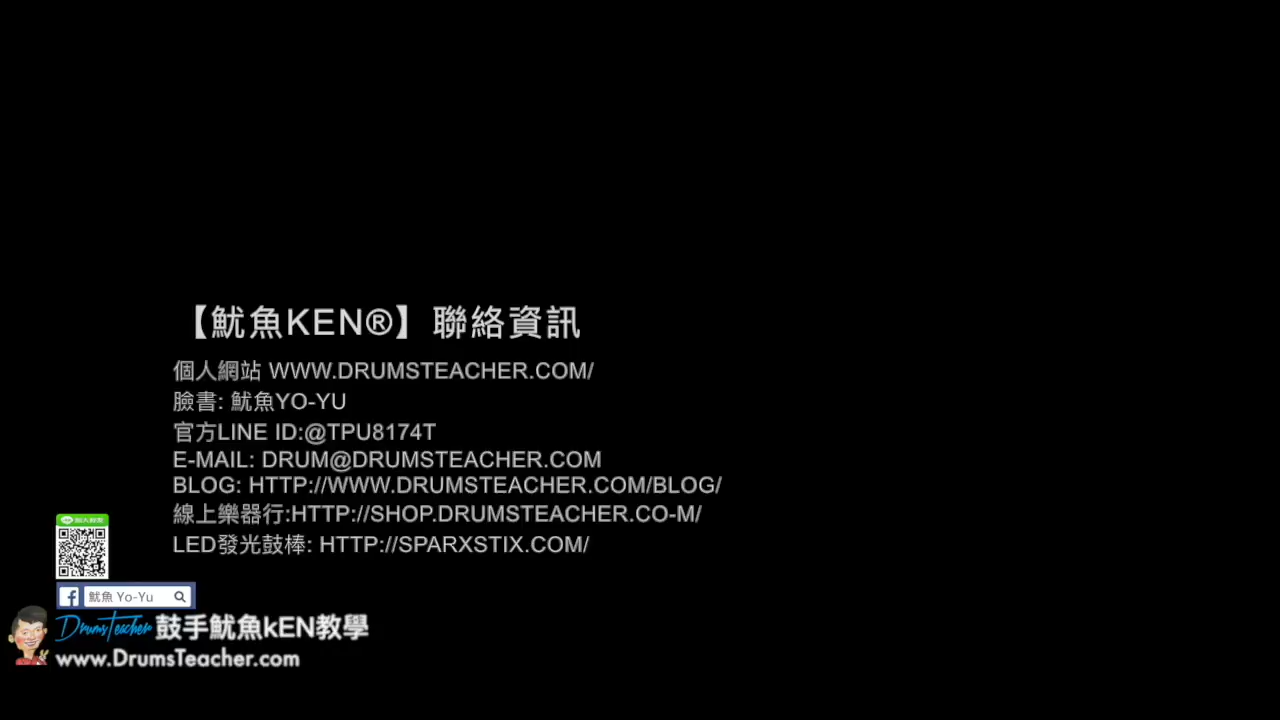 【魷魚KEN®】聯絡資訊
個人網站 WWW.DRUMSTEACHER.COM/
臉書: 魷魚YO-YU
官方LINE ID:@TPU8174T
E-MAIL: DRUM@DRUMSTEACHER.COM
BLOG: HTTP://WWW.DRUMSTEACHER.COM/BLOG/
線上樂器行:HTTP://SHOP.DRUMSTEACHER.CO-M/
LED發光鼓棒: HTTP://SPARXSTIX.COM/
加入好友
魷魚 Yo-Yu
DrumsTeacher 鼓手魷魚kEN教學
www.DrumsTeacher.com